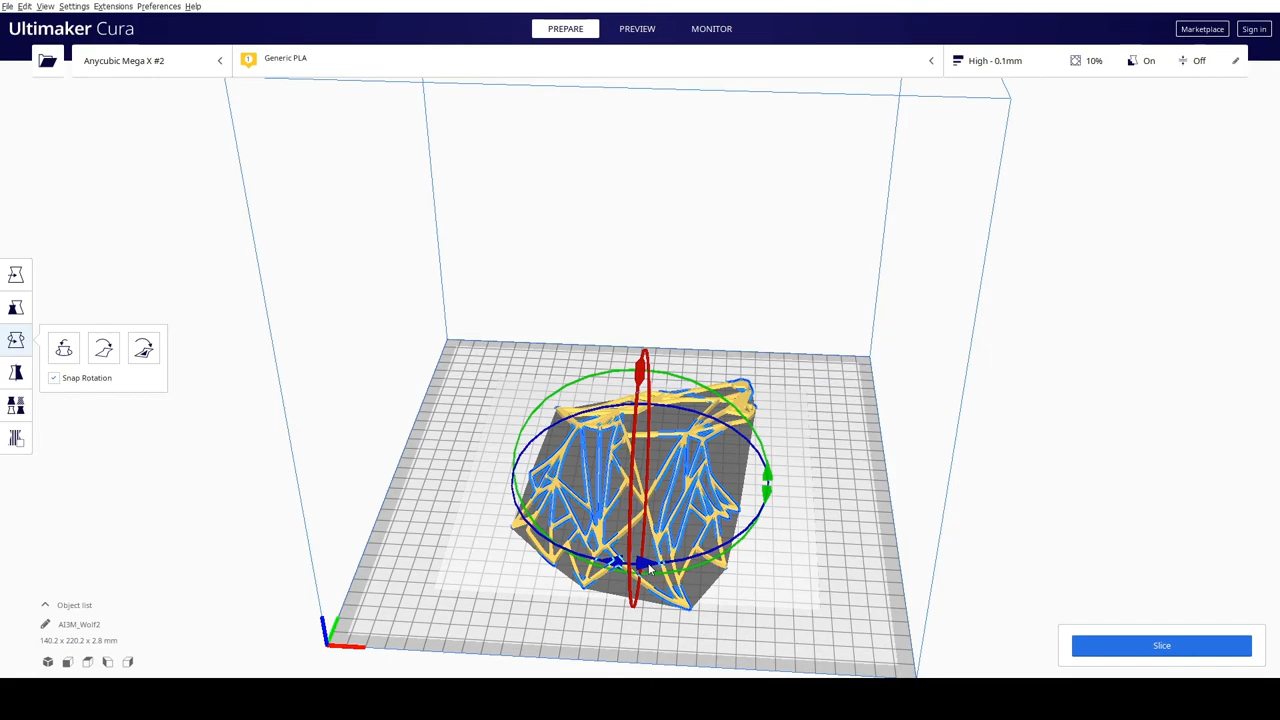 File Edit View Settings Extensions Preferences Help
Ultimaker Cura
PREPARE
PREVIEW
MONITOR
Marketplace
Sign in
Anycubic Mega X #2
1
Generic PLA
High - 0.1mm
10%
On
Off
Snap Rotation
Object list
AI3M_Wolf2
140.2 x 220.2 x 2.8 mm
Slice